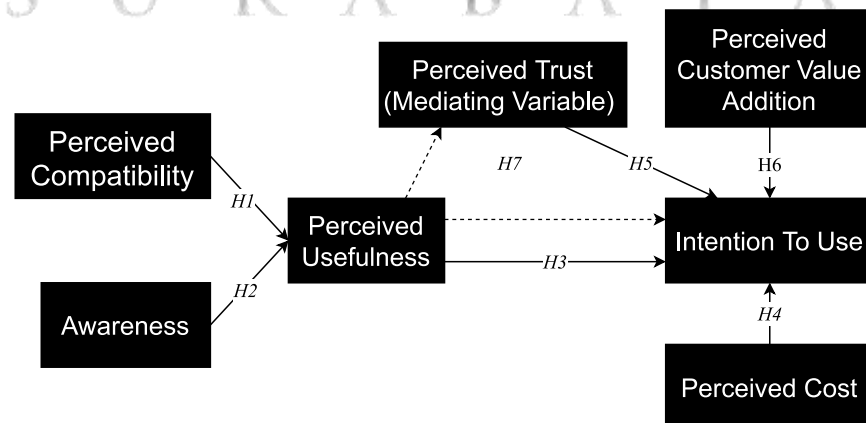 S U R A B A Y A
Perceived
Customer Value
Addition
Perceived Trust
(Mediating Variable)
Perceived
Compatibility
H7
H5
H6
H1
Perceived
Usefulness
Intention To Use
H3
H2
Awareness
H4
Perceived Cost